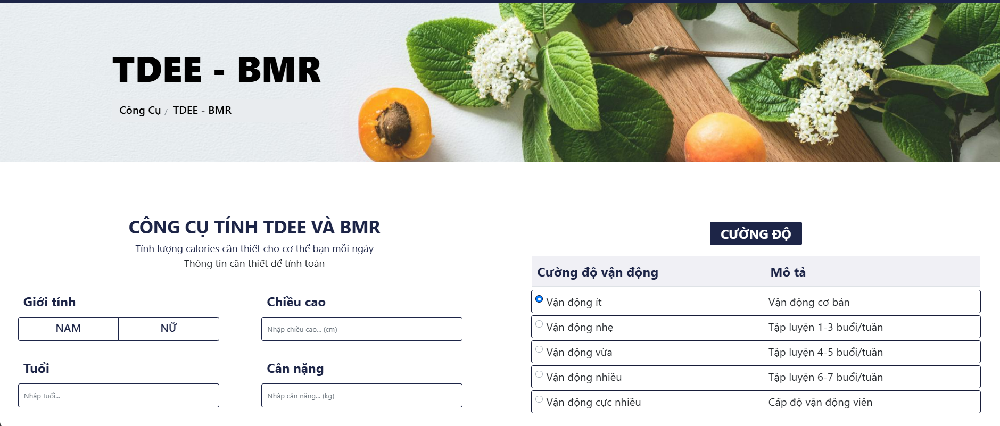 TDEE - BMR
Công Cụ / TDEE - BMR
CÔNG CỤ TÍNH TDEE VÀ BMR
Tính lượng calories cần thiết cho cơ thể bạn mỗi ngày
Thông tin cần thiết để tính toán
Giới tính
NAM NỮ
Chiều cao
Nhập chiều cao... (cm)
Tuổi
Nhập tuổi...
Cân nặng
Nhập cân nặng... (kg)
CƯỜNG ĐỘ
Cường độ vận động Mô tả
Vận động ít Vận động cơ bản
Vận động nhẹ Tập luyện 1-3 buổi/tuần
Vận động vừa Tập luyện 4-5 buổi/tuần
Vận động nhiều Tập luyện 6-7 buổi/tuần
Vận động cực nhiều Cấp độ vận động viên